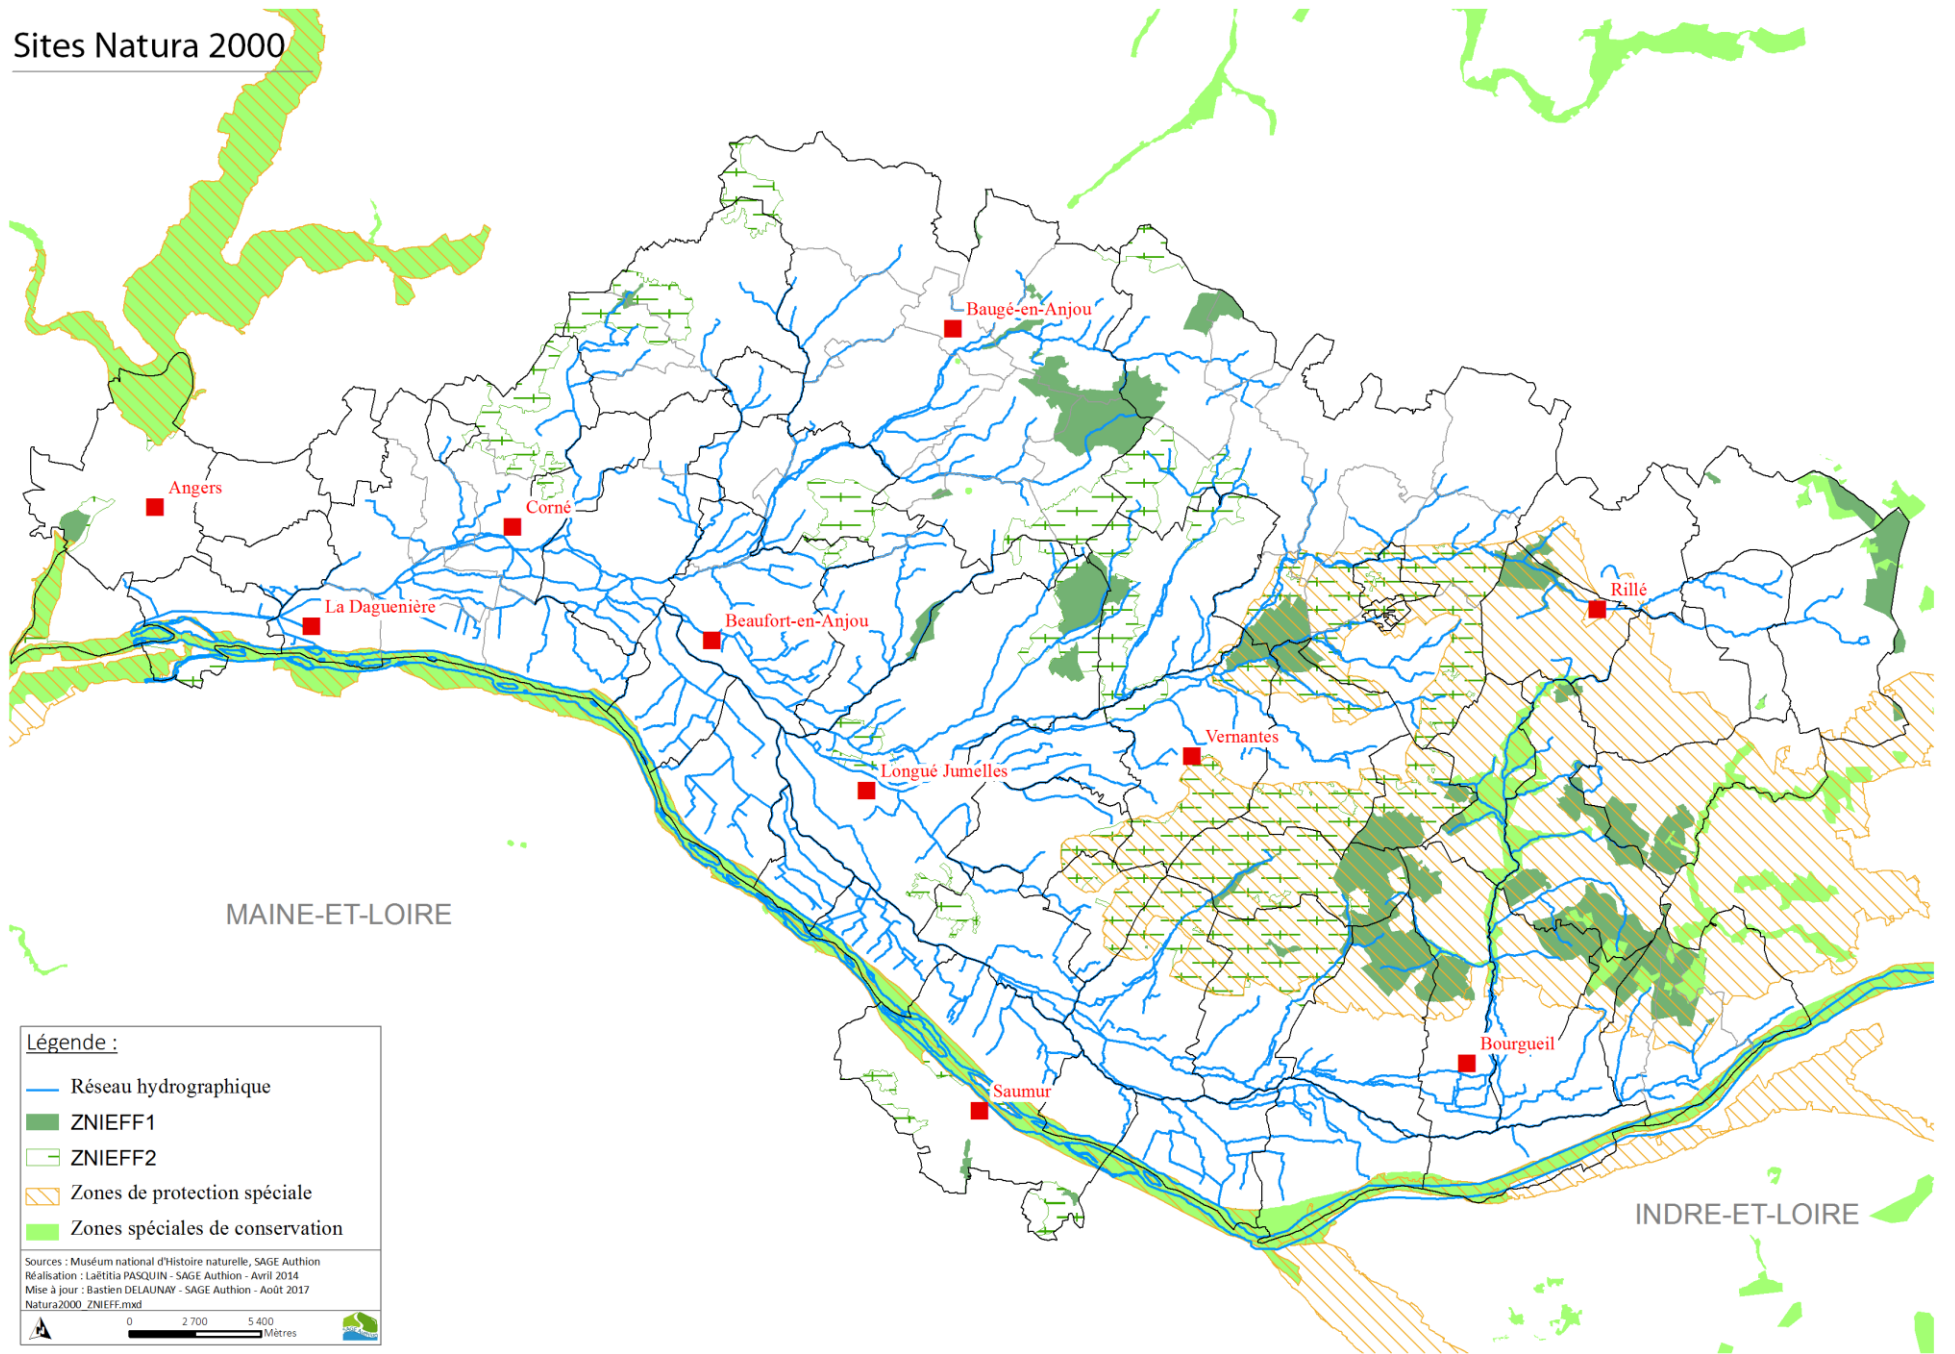 Sites Natura 2000
Baugé-en-Anjou
Angers
Corné
Rillé
La Daguenière
Beaufort-en-Anjou
Vernantes
Longué Jumelles
MAINE-ET-LOIRE
Bourgueil
Saumur
INDRE-ET-LOIRE
Légende :
Réseau hydrographique
ZNIEFF1
ZNIEFF2
Zones de protection spéciale
Zones spéciales de conservation
Sources : Muséum national d'Histoire naturelle, SAGE Authion
Réalisation : Laëtitia PASQUIN - SAGE Authion - Avril 2014
Mise à jour : Bastien DELAUNAY - SAGE Authion - Août 2017
Natura2000_ZNIEFF.mxd
0 2 700 5 400
Mètres